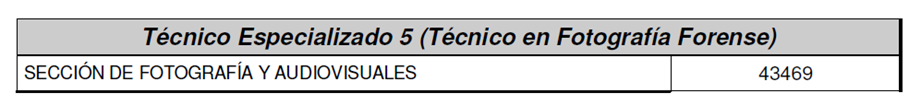 Técnico Especializado 5 (Técnico en Fotografía Forense)
SECCIÓN DE FOTOGRAFÍA Y AUDIOVISUALES 43469